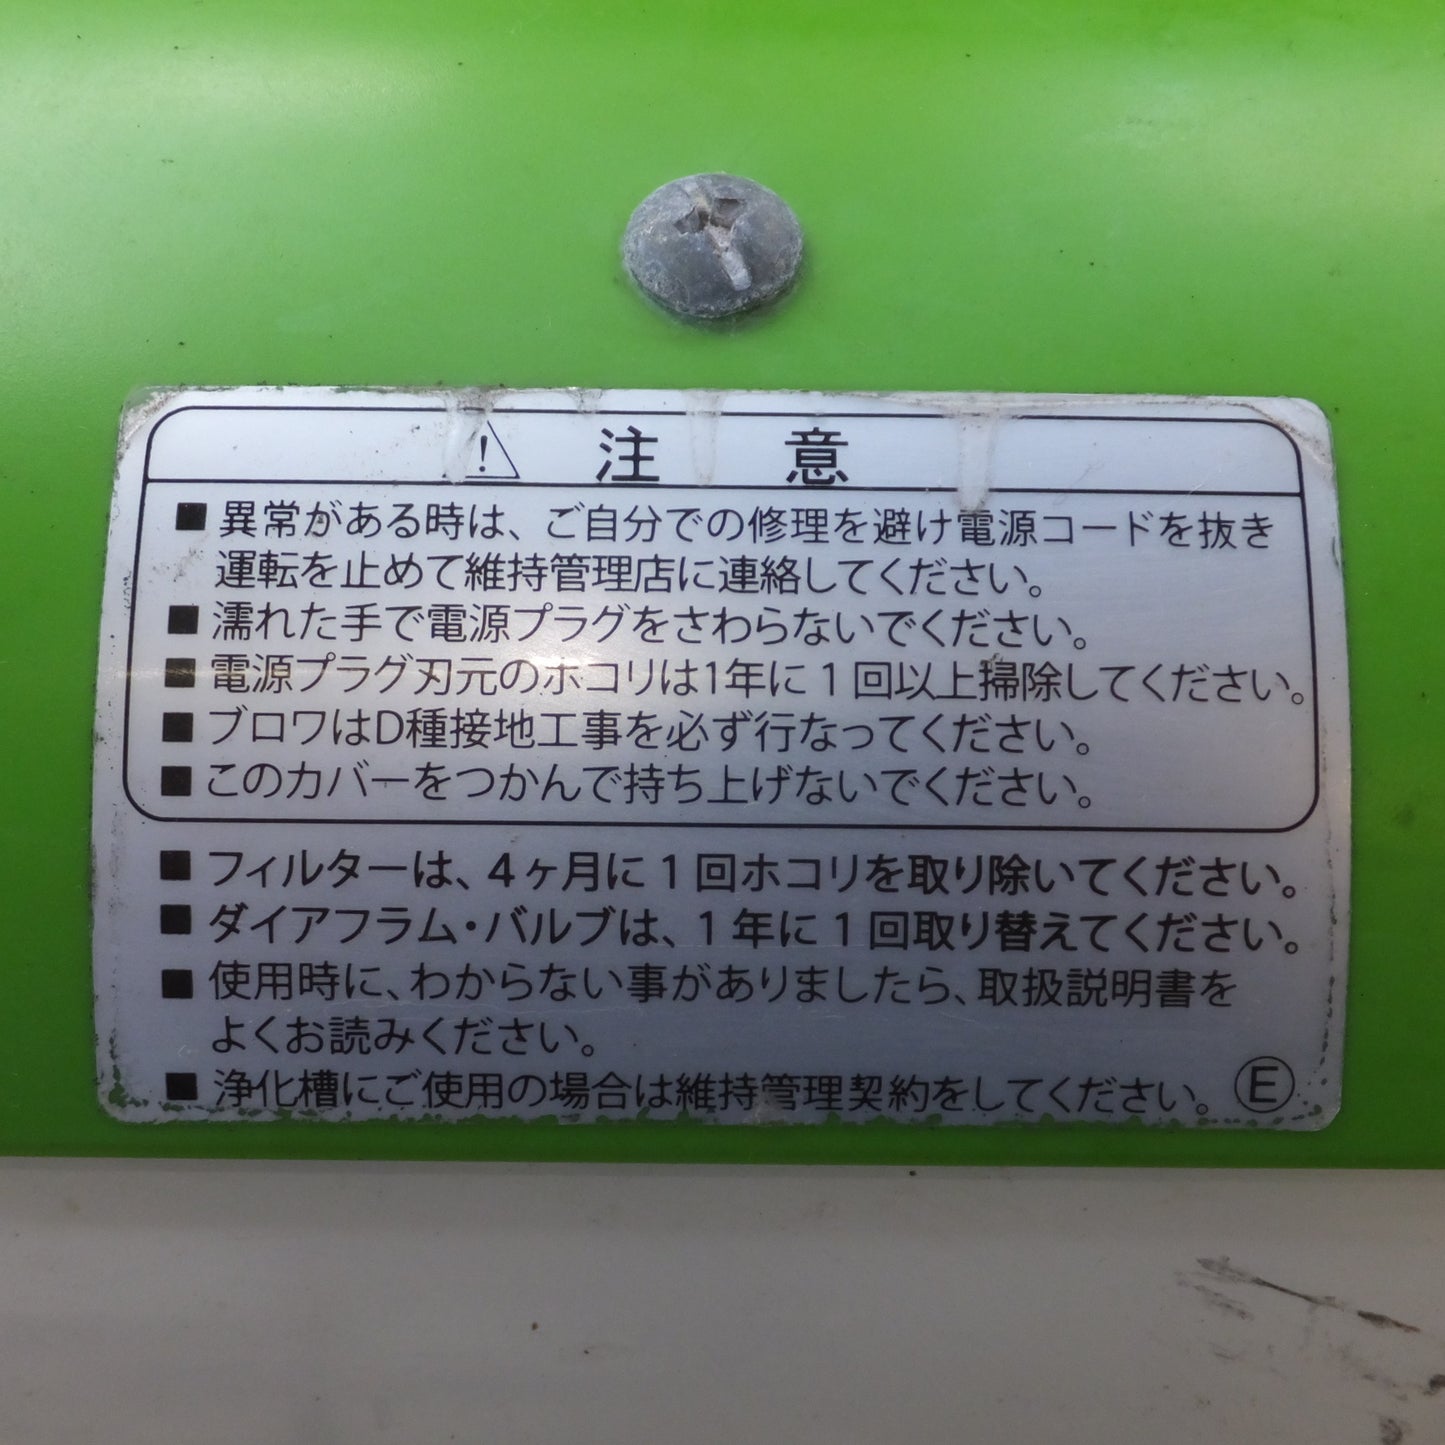 注 意
■ 異常がある時は、ご自分での修理を避け電源コードを抜き
運転を止めて維持管理店に連絡してください。
■ 濡れた手で電源プラグをさわらないでください。
■ 電源プラグ刃元のホコリは1年に1回以上掃除してください。
■ ブロワはD種接地工事を必ず行なってください。
■ このカバーをつかんで持ち上げないでください。
■ フィルターは、4ヶ月に1回ホコリを取り除いてください。
■ ダイアフラム・バルブは、1年に1回取り替えてください。
■ 使用時に、わからない事がありましたら、取扱説明書を
よくお読みください。
■ 浄化槽にご使用の場合は維持管理契約をしてください。 Ⓔ